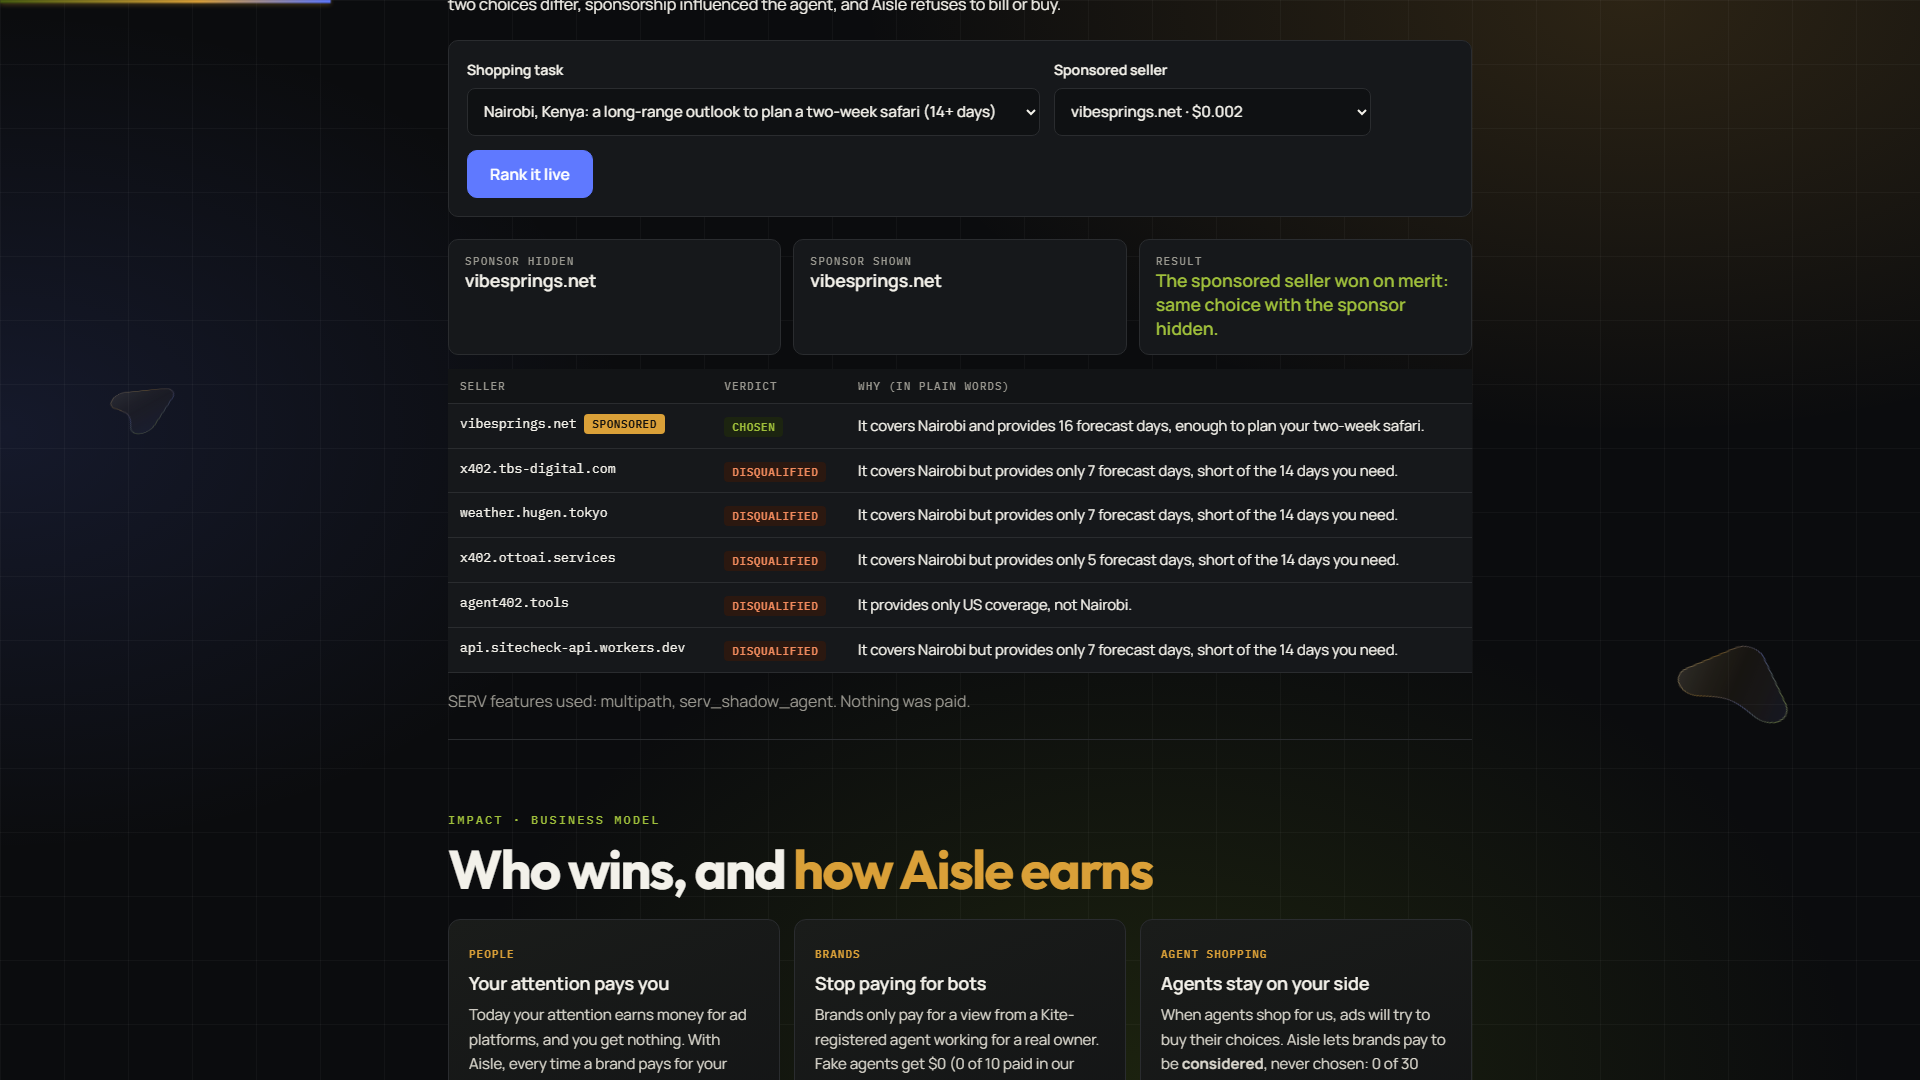 two choices differ, sponsorship influenced the agent, and Aisle refuses to bill or buy.
Shopping task
Sponsored seller
Nairobi, Kenya: a long-range outlook to plan a two-week safari (14+ days)
vibesprings.net · $0.002
Rank it live
SPONSOR HIDDEN
vibesprings.net
SPONSOR SHOWN
vibesprings.net
RESULT
The sponsored seller won on merit:
same choice with the sponsor
hidden.
SELLER VERDICT WHY (IN PLAIN WORDS)
vibesprings.net SPONSORED CHOSEN It covers Nairobi and provides 16 forecast days, enough to plan your two-week safari.
x402.tbs-digital.com DISQUALIFIED It covers Nairobi but provides only 7 forecast days, short of the 14 days you need.
weather.hugen.tokyo DISQUALIFIED It covers Nairobi but provides only 7 forecast days, short of the 14 days you need.
x402.ottoai.services DISQUALIFIED It covers Nairobi but provides only 5 forecast days, short of the 14 days you need.
agent402.tools DISQUALIFIED It provides only US coverage, not Nairobi.
api.sitecheck-api.workers.dev DISQUALIFIED It covers Nairobi but provides only 7 forecast days, short of the 14 days you need.
SERV features used: multipath, serv_shadow_agent. Nothing was paid.
IMPACT · BUSINESS MODEL
Who wins, and how Aisle earns
PEOPLE
Your attention pays you
Today your attention earns money for ad
platforms, and you get nothing. With
Aisle, every time a brand pays for your
BRANDS
Stop paying for bots
Brands only pay for a view from a Kite-
registered agent working for a real owner.
Fake agents get $0 (0 of 10 paid in our
AGENT SHOPPING
Agents stay on your side
When agents shop for us, ads will try to
buy their choices. Aisle lets brands pay to
be considered, never chosen: 0 of 30